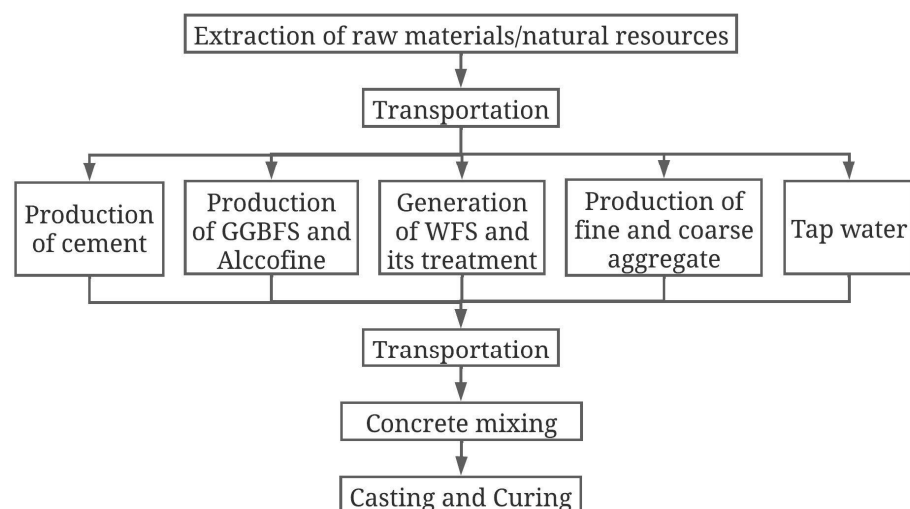 Extraction of raw materials/natural resources
Transportation
Production
of cement
Production
of GGBFS and
Alccofine
Generation
of WFS and
its treatment
Production of
fine and coarse
aggregate
Tap water
Transportation
Concrete mixing
Casting and Curing